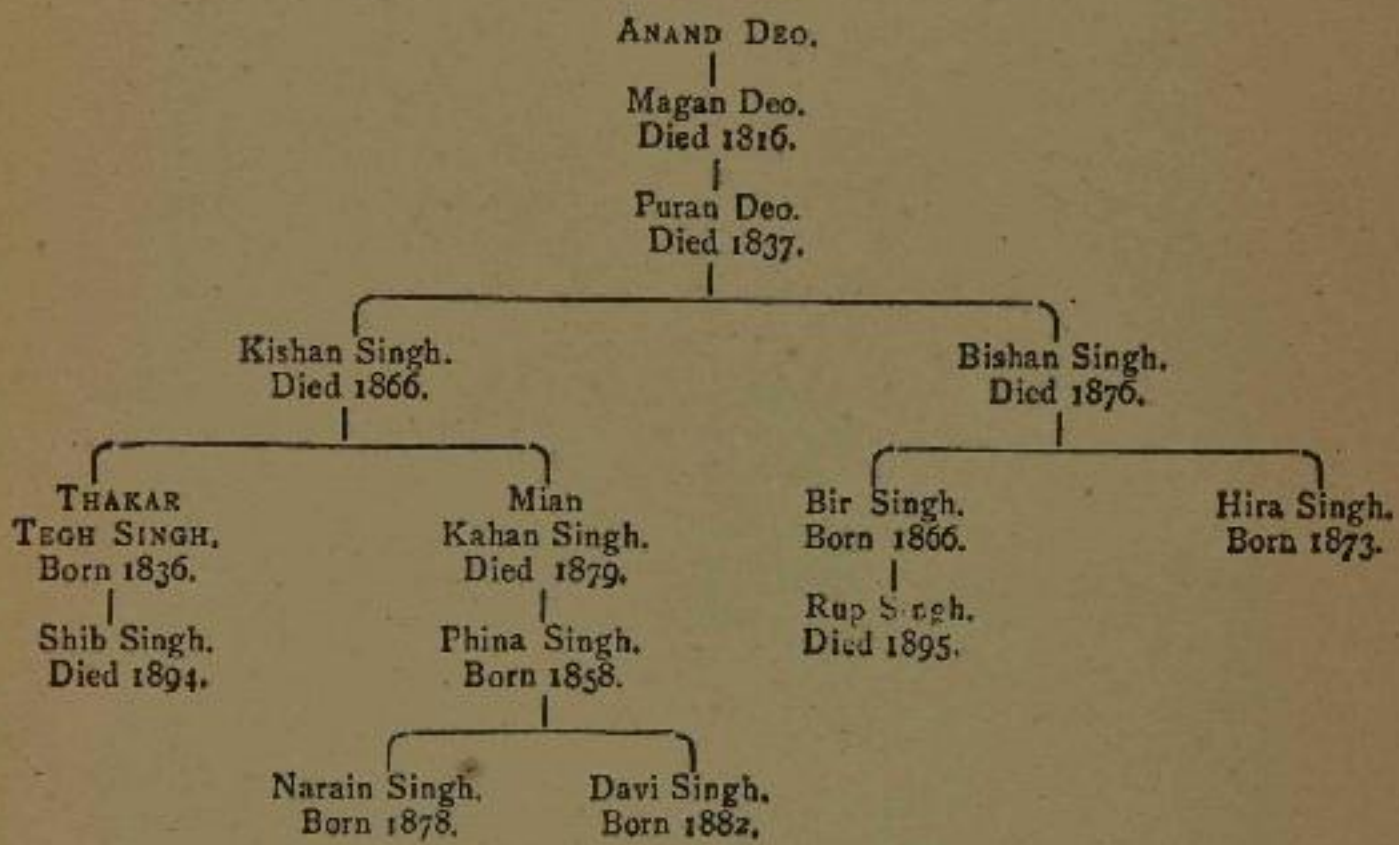 ANAND DEO.
Magan Deo.
Died 1816.
Puran Deo.
Died 1837.
Kishan Singh.
Died 1866.
Bishan Singh.
Died 1876.
THAKAR
TEGH SINGH.
Born 1836.
Mian
Kahan Singh.
Died 1879.
Bir Singh.
Born 1866.
Hira Singh.
Born 1873.
Shib Singh.
Died 1894.
Phina Singh.
Born 1858.
Rup Singh.
Died 1895.
Narain Singh.
Born 1878.
Davi Singh.
Born 1882.